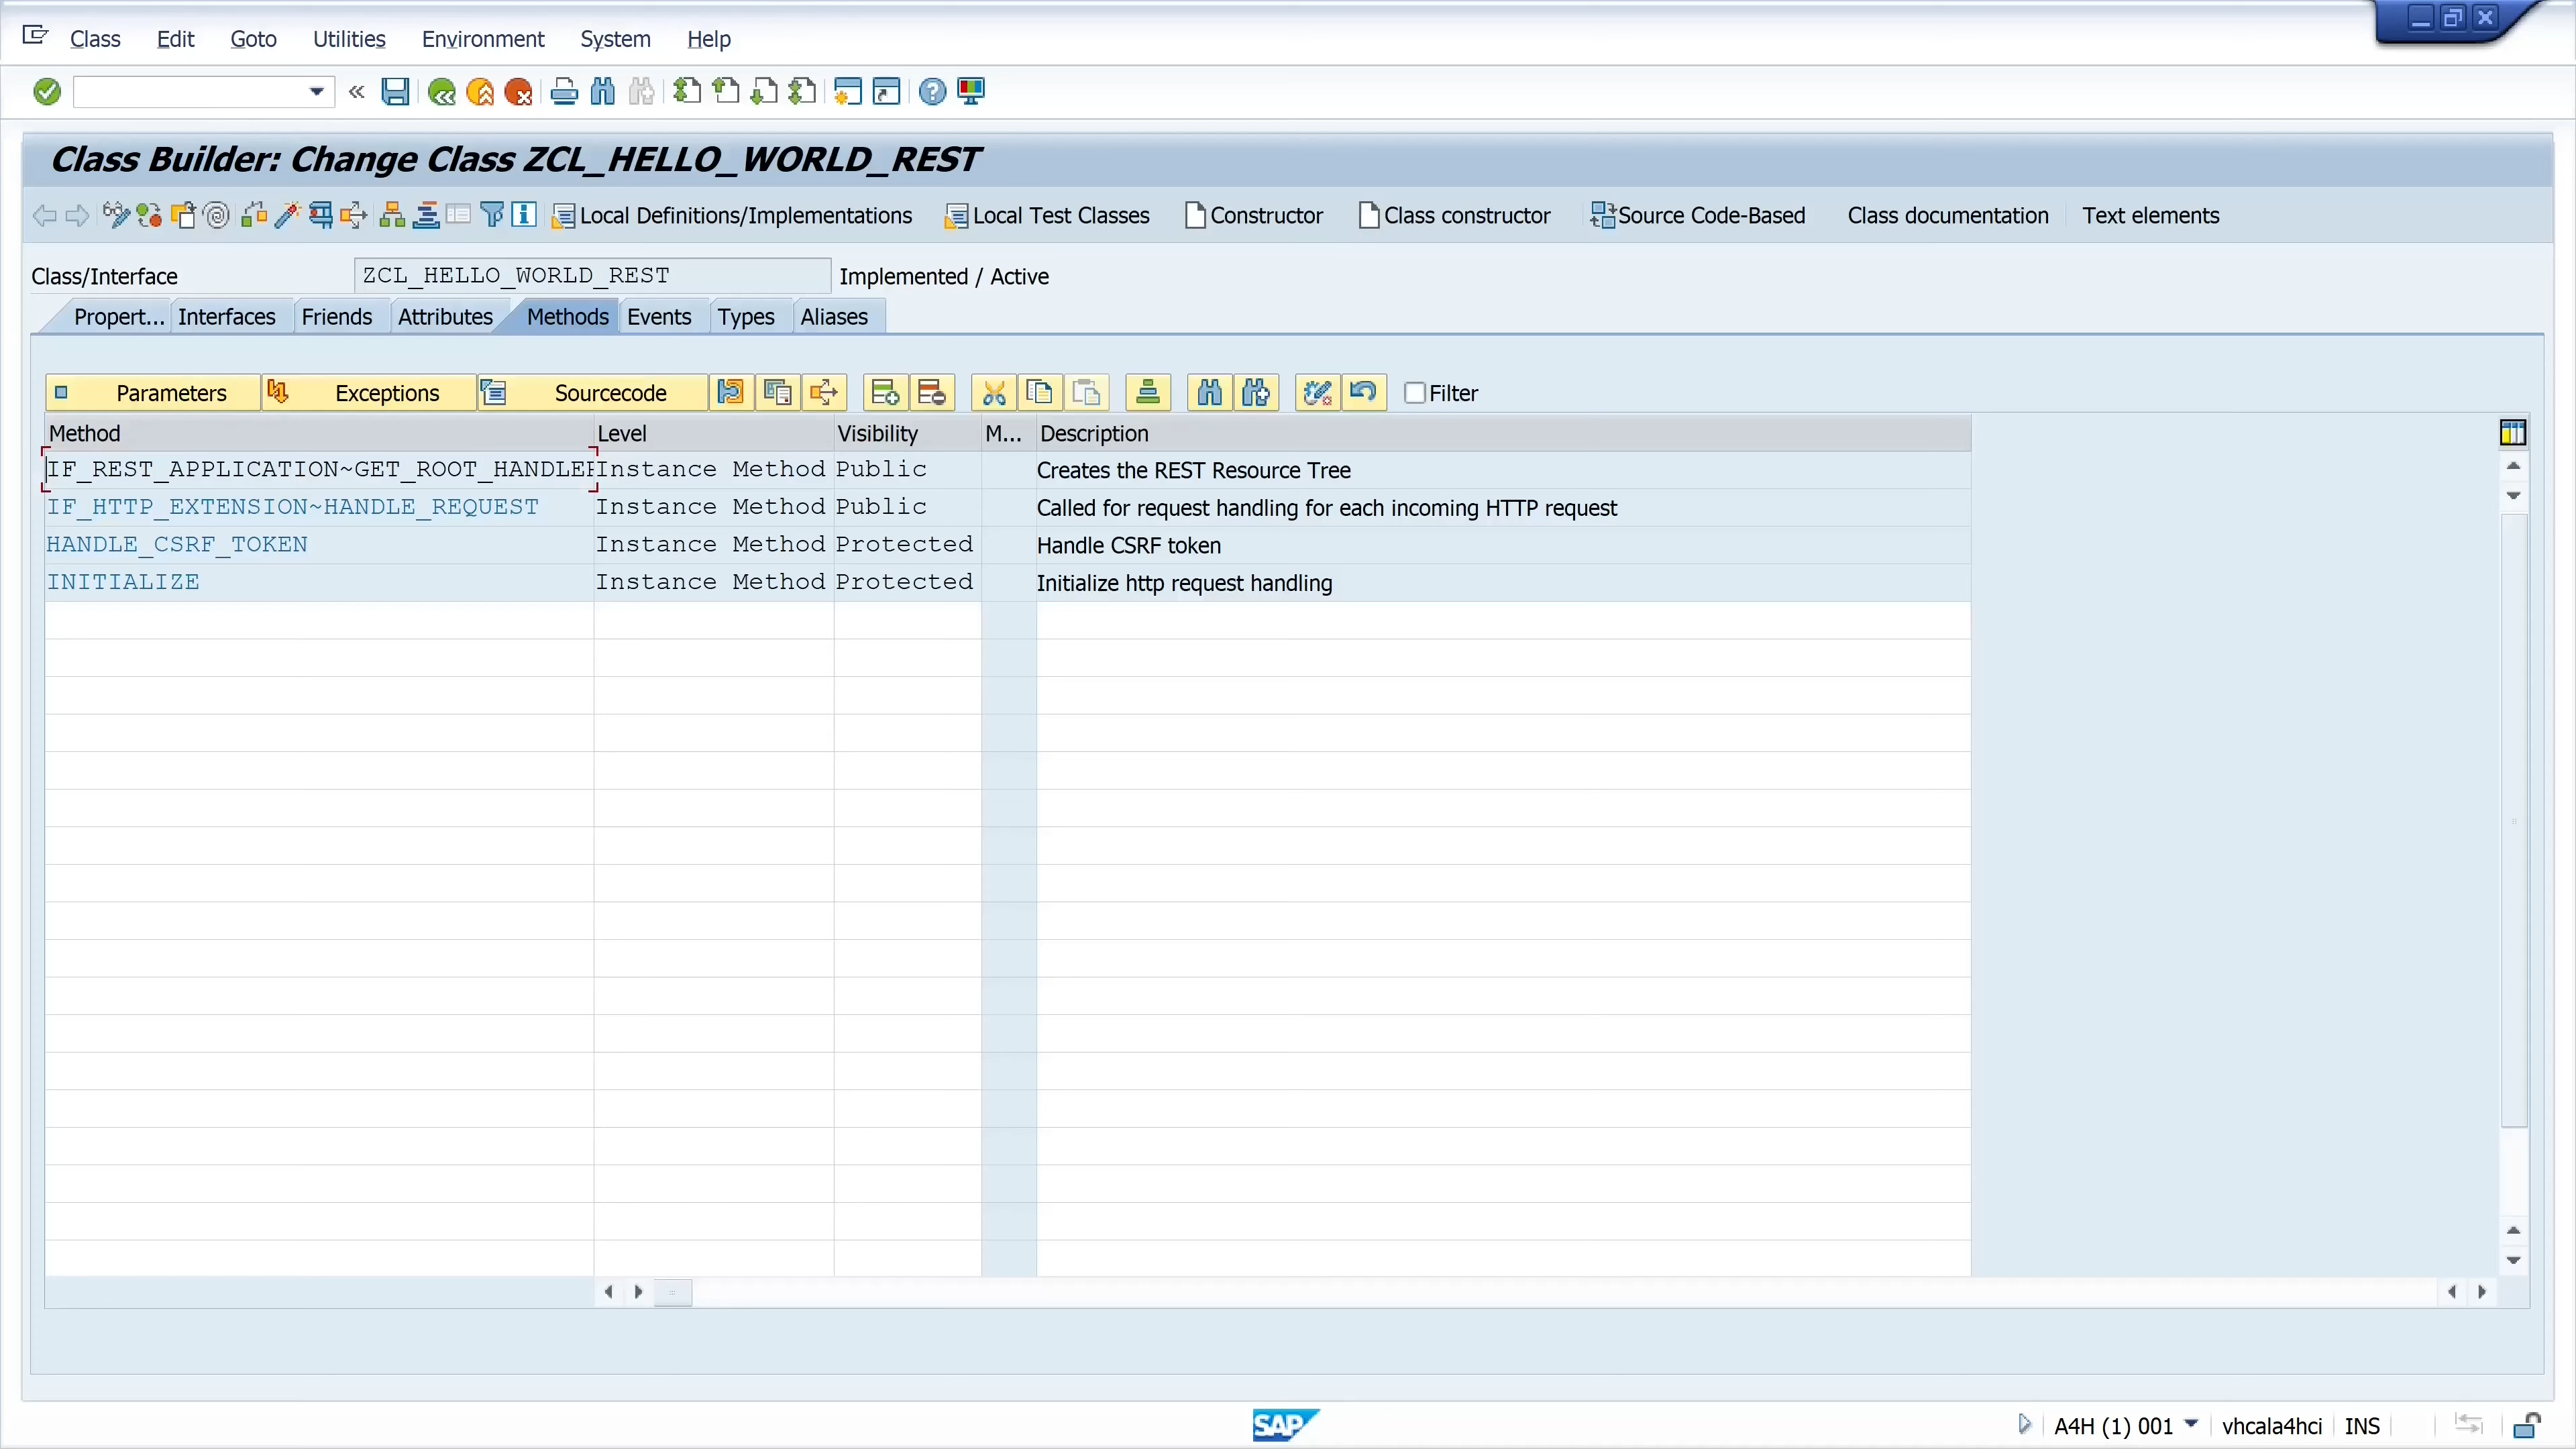 Class Edit Goto Utilities Environment System Help
Class Builder: Change Class ZCL_HELLO_WORLD_REST
Local Definitions/Implementations Local Test Classes Constructor Class constructor Source Code-Based Class documentation Text elements
Class/Interface ZCL_HELLO_WORLD_REST Implemented / Active
Propert... Interfaces Friends Attributes Methods Events Types Aliases
Parameters Exceptions Sourcecode Filter
Method Level Visibility M... Description
IF_REST_APPLICATION~GET_ROOT_HANDLER Instance Method Public Creates the REST Resource Tree
IF_HTTP_EXTENSION~HANDLE_REQUEST Instance Method Public Called for request handling for each incoming HTTP request
HANDLE_CSRF_TOKEN Instance Method Protected Handle CSRF token
INITIALIZE Instance Method Protected Initialize http request handling
SAP A4H (1) 001 vhcala4hci INS